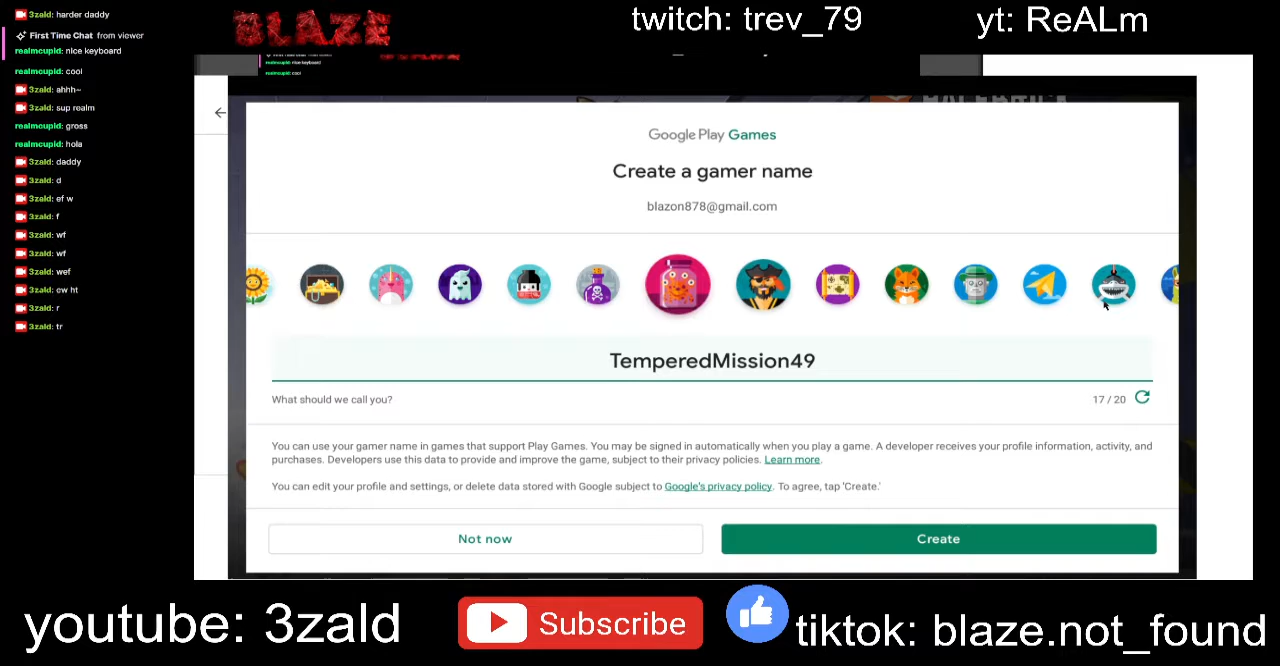 3zald: harder daddy
First Time Chat from viewer
realmcupid: nice keyboard
realmcupid: cool
3zald: ahhh~
3zald: sup realm
realmcupid: gross
realmcupid: hola
3zald: daddy
3zald: d
3zald: ef w
3zald: f
3zald: wf
3zald: wf
3zald: wef
3zald: ew ht
3zald: r
3zald: tr
BLAZE
twitch: trev_79
yt: ReALm
realmcupid: nice keyboard
realmcupid: cool
Google Play Games
Create a gamer name
blazon878@gmail.com
TemperedMission49
What should we call you?
17 / 20
You can use your gamer name in games that support Play Games. You may be signed in automatically when you play a game. A developer receives your profile information, activity, and
purchases. Developers use this data to provide and improve the game, subject to their privacy policies. Learn more.
You can edit your profile and settings, or delete data stored with Google subject to Google's privacy policy. To agree, tap 'Create.'
Not now
Create
youtube: 3zald
Subscribe
tiktok: blaze.not_found